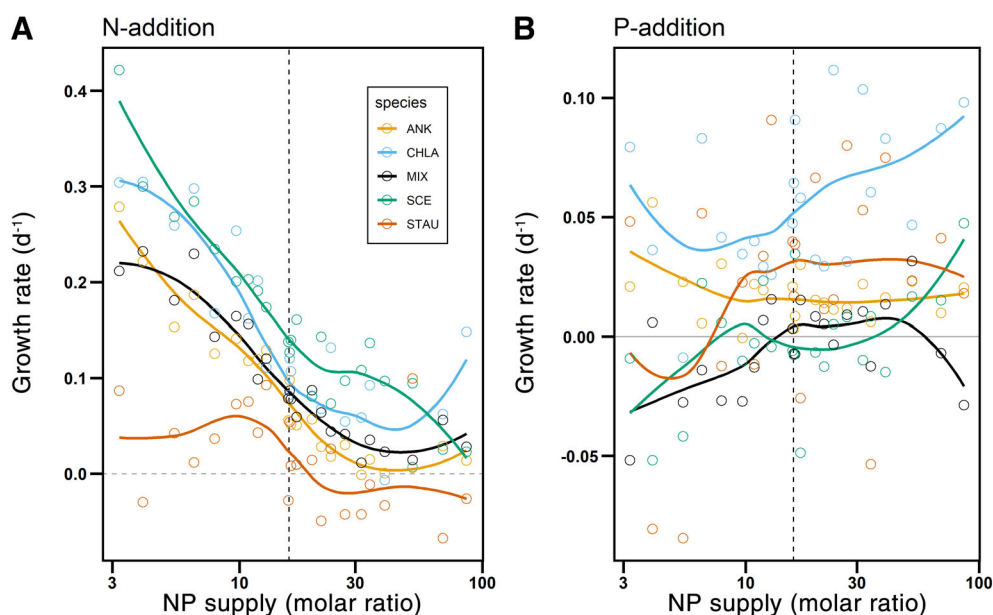 A
N-addition
Growth rate (d⁻¹)
0.4
0.3
0.2
0.1
0.0
species
ANK
CHLA
MIX
SCE
STAU
3
10
30
100
NP supply (molar ratio)
B
P-addition
Growth rate (d⁻¹)
0.10
0.05
0.00
-0.05
3
10
30
100
NP supply (molar ratio)